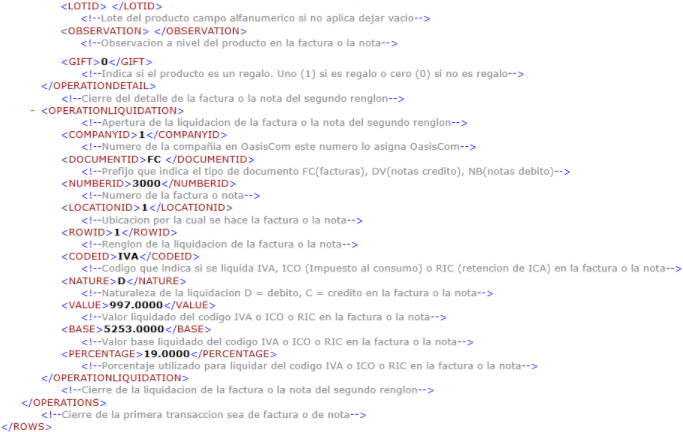 <LOTID> </LOTID>
<!--Lote del producto campo alfanumerico si no aplica dejar vacio-->
<OBSERVATION> </OBSERVATION>
<!--Observacion a nivel del producto en la factura o la nota-->
<GIFT>0</GIFT>
<!--Indica si el producto es un regalo. Uno (1) si es regalo o cero (0) si no es regalo-->
</OPERATIONDETAIL>
<!--Cierre del detalle de la factura o la nota del segundo renglon-->
- <OPERATIONLIQUIDATION>
<!--Apertura de la liquidacion de la factura o la nota del segundo renglon-->
<COMPANYID>1</COMPANYID>
<!--Numero de la compañia en OasisCom este numero lo asigna OasisCom-->
<DOCUMENTID>FC </DOCUMENTID>
<!--Prefijo que indica el tipo de documento FC(facturas), DV(notas credito), NB(notas debito)-->
<NUMBERID>3000</NUMBERID>
<!--Numero de la factura o nota-->
<LOCATIONID>1</LOCATIONID>
<!--Ubicacion por la cual se hace la factura o la nota-->
<ROWID>1</ROWID>
<!--Renglon de la liquidacion de la factura o la nota-->
<CODEID>IVA</CODEID>
<!--Codigo que indica si se liquida IVA, ICO (Impuesto al consumo) o RIC (retencion de ICA) en la factura o la nota-->
<NATURE>D</NATURE>
<!--Naturaleza de la liquidacion D = debito, C = credito en la factura o la nota-->
<VALUE>997.0000</VALUE>
<!--Valor liquidado del codigo IVA o ICO o RIC en la factura o la nota-->
<BASE>5253.0000</BASE>
<!--Valor base liquidado del codigo IVA o ICO o RIC en la factura o la nota-->
<PERCENTAGE>19.0000</PERCENTAGE>
<!--Porcentaje utilizado para liquidar del codigo IVA o ICO o RIC en la factura o la nota-->
</OPERATIONLIQUIDATION>
<!--Cierre de la liquidacion de la factura o la nota del segundo renglon-->
</OPERATIONS>
<!--Cierre de la primera transaccion sea de factura o de nota-->
</ROWS>